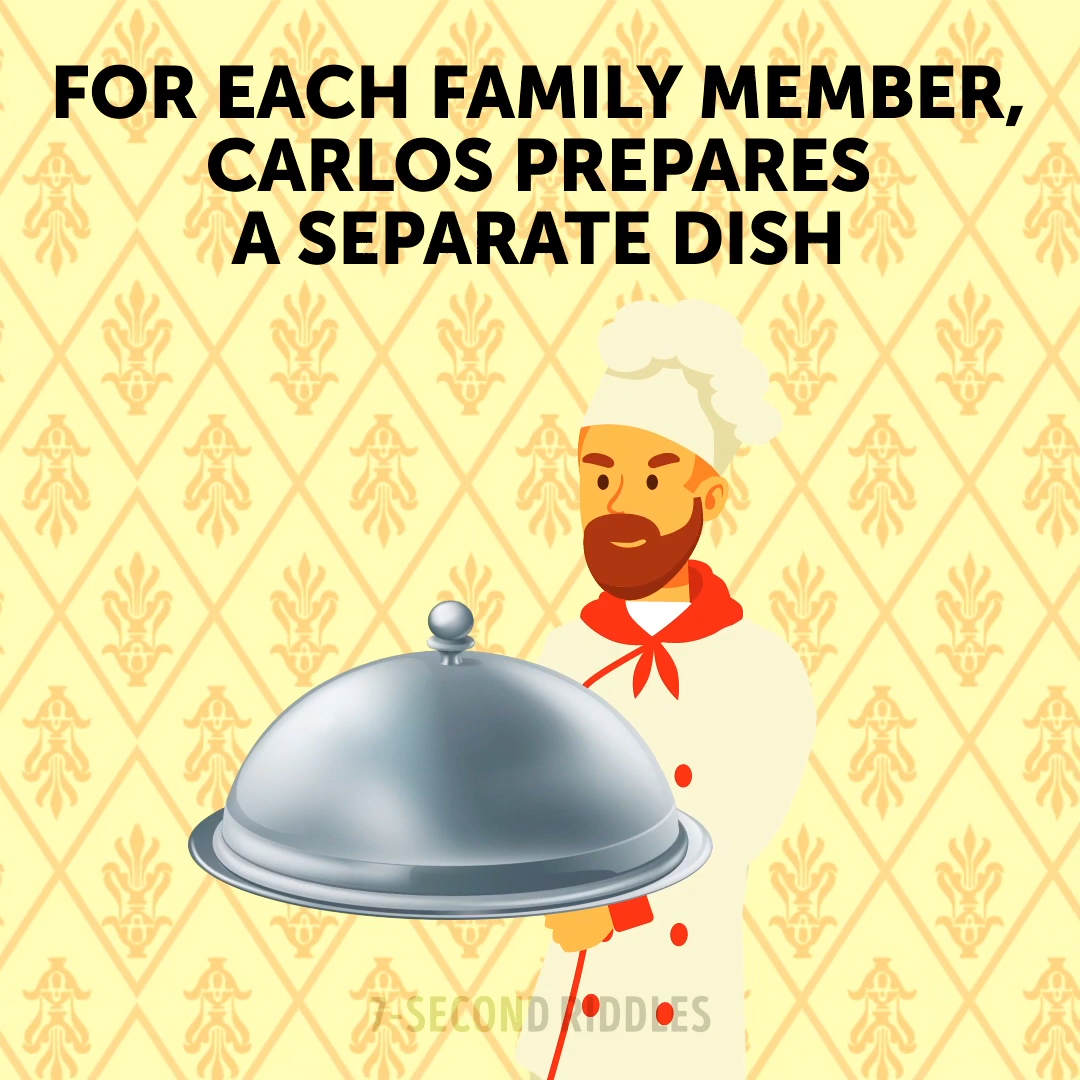 FOR EACH FAMILY MEMBER,
CARLOS PREPARES
A SEPARATE DISH
7-SECOND RIDDLES